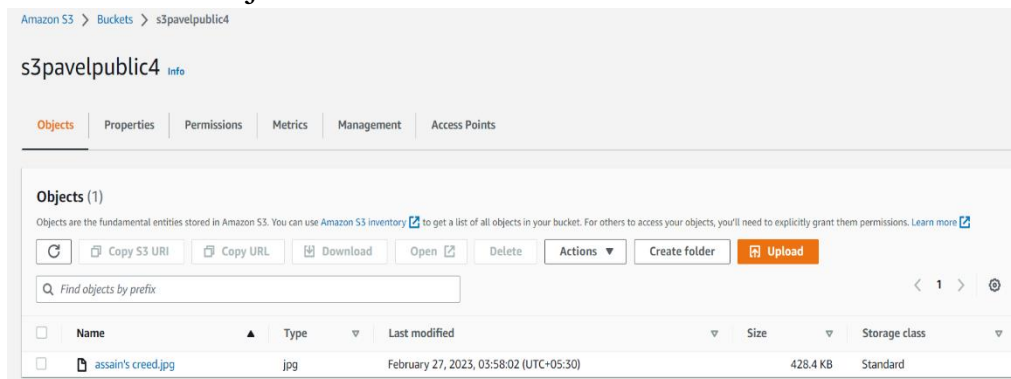 Amazon S3 > Buckets > s3pavelpublic4
s3pavelpublic4 Info
Objects Properties Permissions Metrics Management Access Points
Objects (1)
Objects are the fundamental entities stored in Amazon S3. You can use Amazon S3 inventory to get a list of all objects in your bucket. For others to access your objects, you'll need to explicitly grant them permissions. Learn more
Copy S3 URI Copy URL Download Open Delete Actions Create folder Upload
Find objects by prefix
< 1 >
Name Type Last modified Size Storage class
assain's creed.jpg jpg February 27, 2023, 03:58:02 (UTC+05:30) 428.4 KB Standard